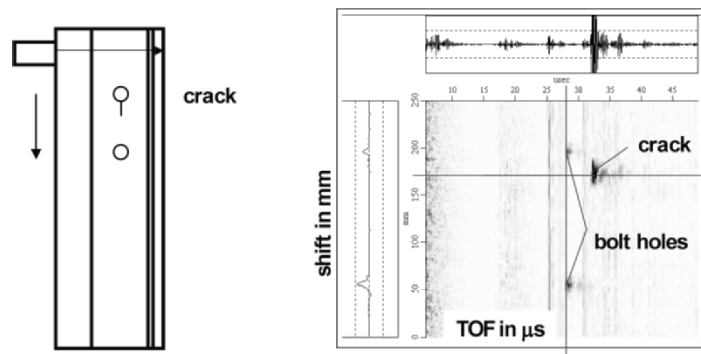 crack
usec
10 15 20 25 30 35 40 45
250
200
150
100
50
0
mm
shift in mm
crack
bolt holes
TOF in μs